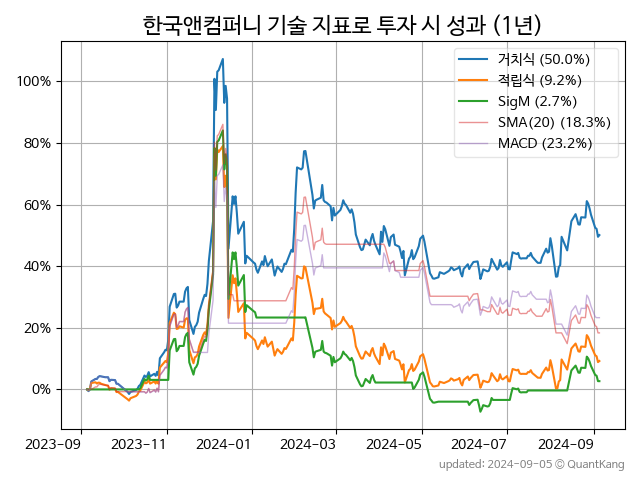 한국앤컴퍼니 기술 지표로 투자 시 성과 (1년)
거치식 (50.0%)
적립식 (9.2%)
SigM (2.7%)
SMA(20) (18.3%)
MACD (23.2%)
100%
80%
60%
40%
20%
0%
2023-09 2023-11 2024-01 2024-03 2024-05 2024-07 2024-09
updated: 2024-09-05 © QuantKang